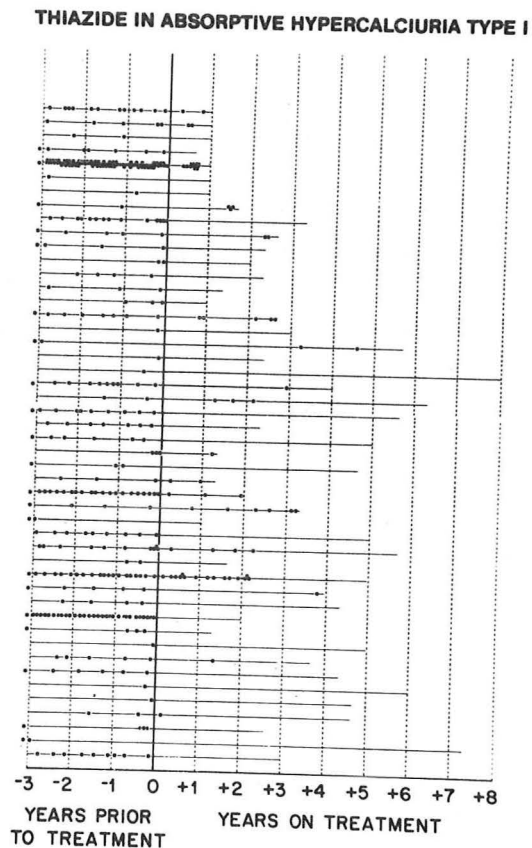 THIAZIDE IN ABSORPTIVE HYPERCALCIURIA TYPE I
-3 -2 -1 0 +1 +2 +3 +4 +5 +6 +7 +8
YEARS PRIOR TO TREATMENT
YEARS ON TREATMENT